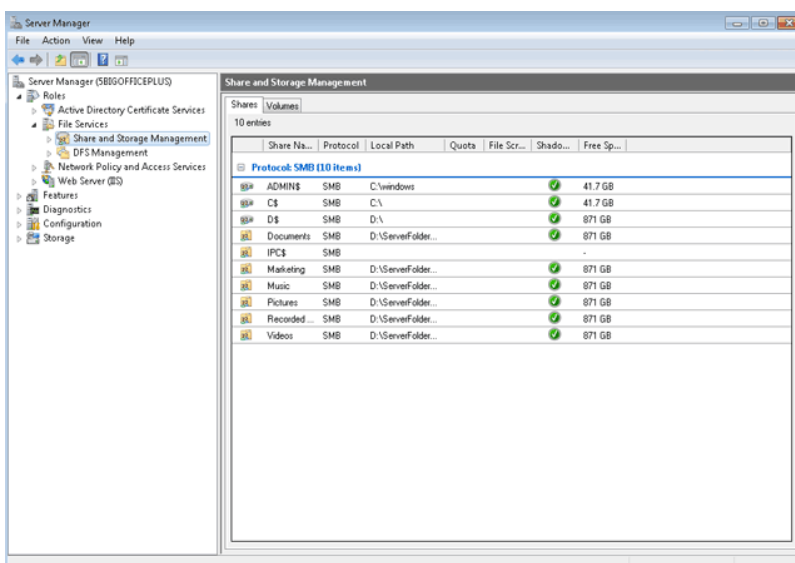 Server Manager
File Action View Help
Server Manager (5BIGOFFICEPLUS)
Roles
Active Directory Certificate Services
File Services
Share and Storage Management
DFS Management
Network Policy and Access Services
Web Server (IIS)
Features
Diagnostics
Configuration
Storage
Share and Storage Management
Shares Volumes
10 entries
Share Na... Protocol Local Path Quota File Scr... Shado... Free Sp...
Protocol: SMB (10 items)
ADMIN$ SMB C:\windows 41.7 GB
C$ SMB C:\ 41.7 GB
D$ SMB D:\ 871 GB
Documents SMB D:\ServerFolder... 871 GB
IPC$ SMB -
Marketing SMB D:\ServerFolder... 871 GB
Music SMB D:\ServerFolder... 871 GB
Pictures SMB D:\ServerFolder... 871 GB
Recorded ... SMB D:\ServerFolder... 871 GB
Videos SMB D:\ServerFolder... 871 GB